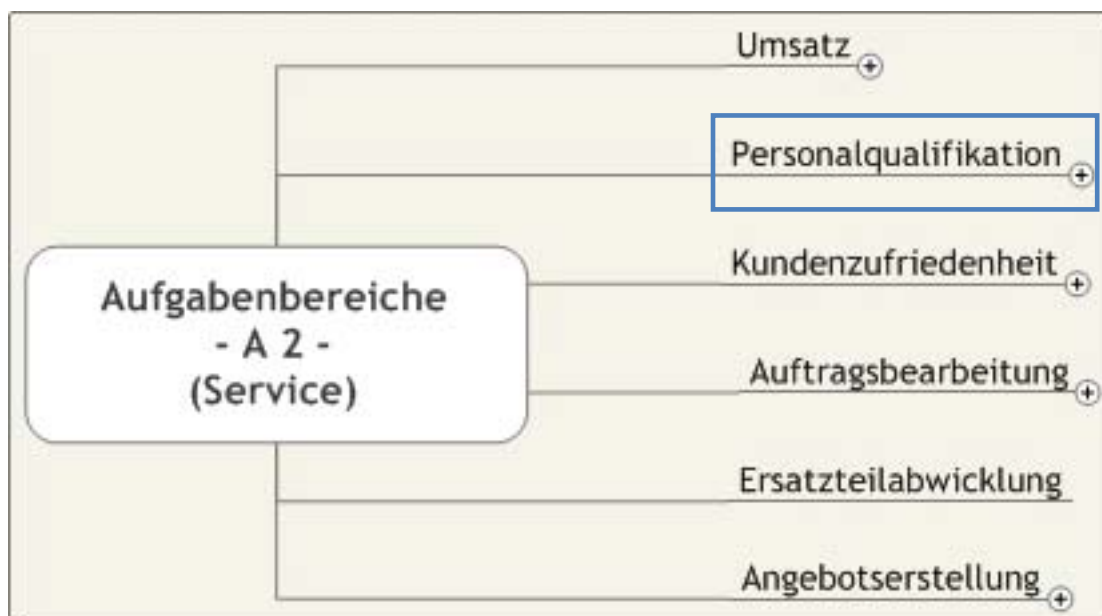 Umsatz
Personalqualifikation
Kundenzufriedenheit
Aufgabenbereiche
- A 2 -
(Service)
Auftragsbearbeitung
Ersatzteilabwicklung
Angebotserstellung